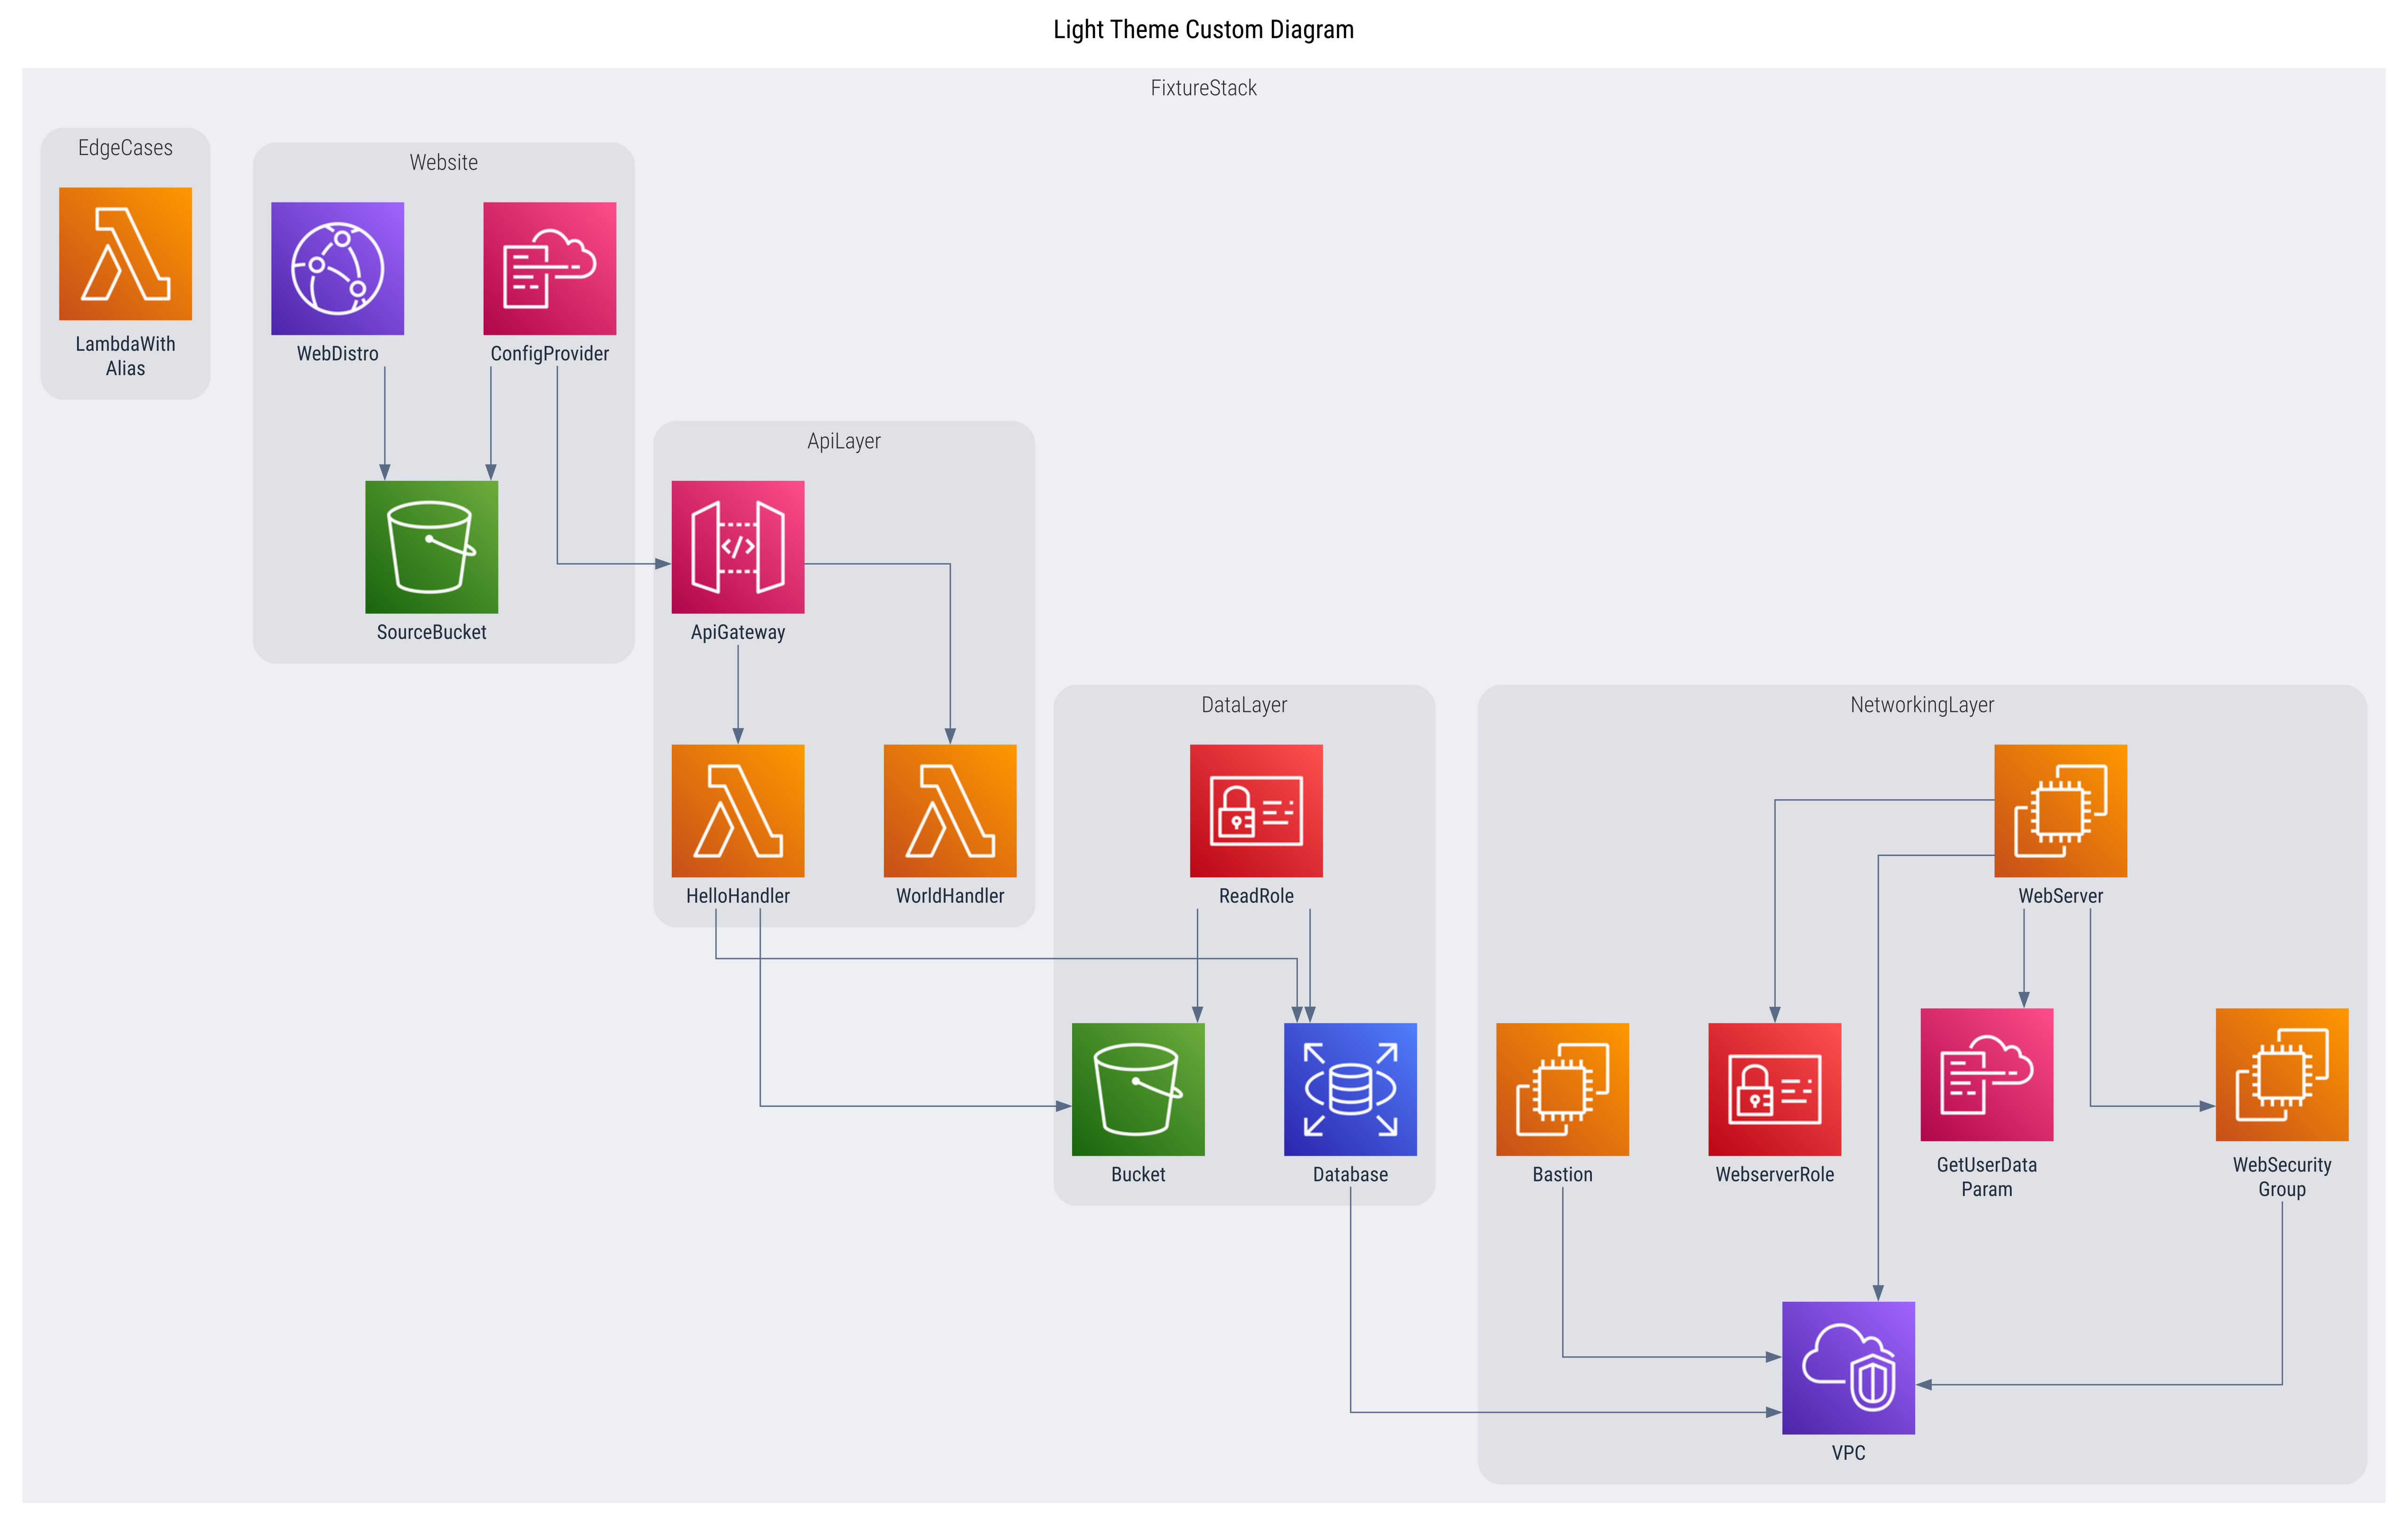 Light Theme Custom Diagram
FixtureStack
EdgeCases
LambdaWith
Alias
Website
WebDistro
ConfigProvider
SourceBucket
ApiLayer
ApiGateway
HelloHandler
WorldHandler
DataLayer
ReadRole
Bucket
Database
NetworkingLayer
WebServer
Bastion
WebserverRole
GetUserData
Param
WebSecurity
Group
VPC